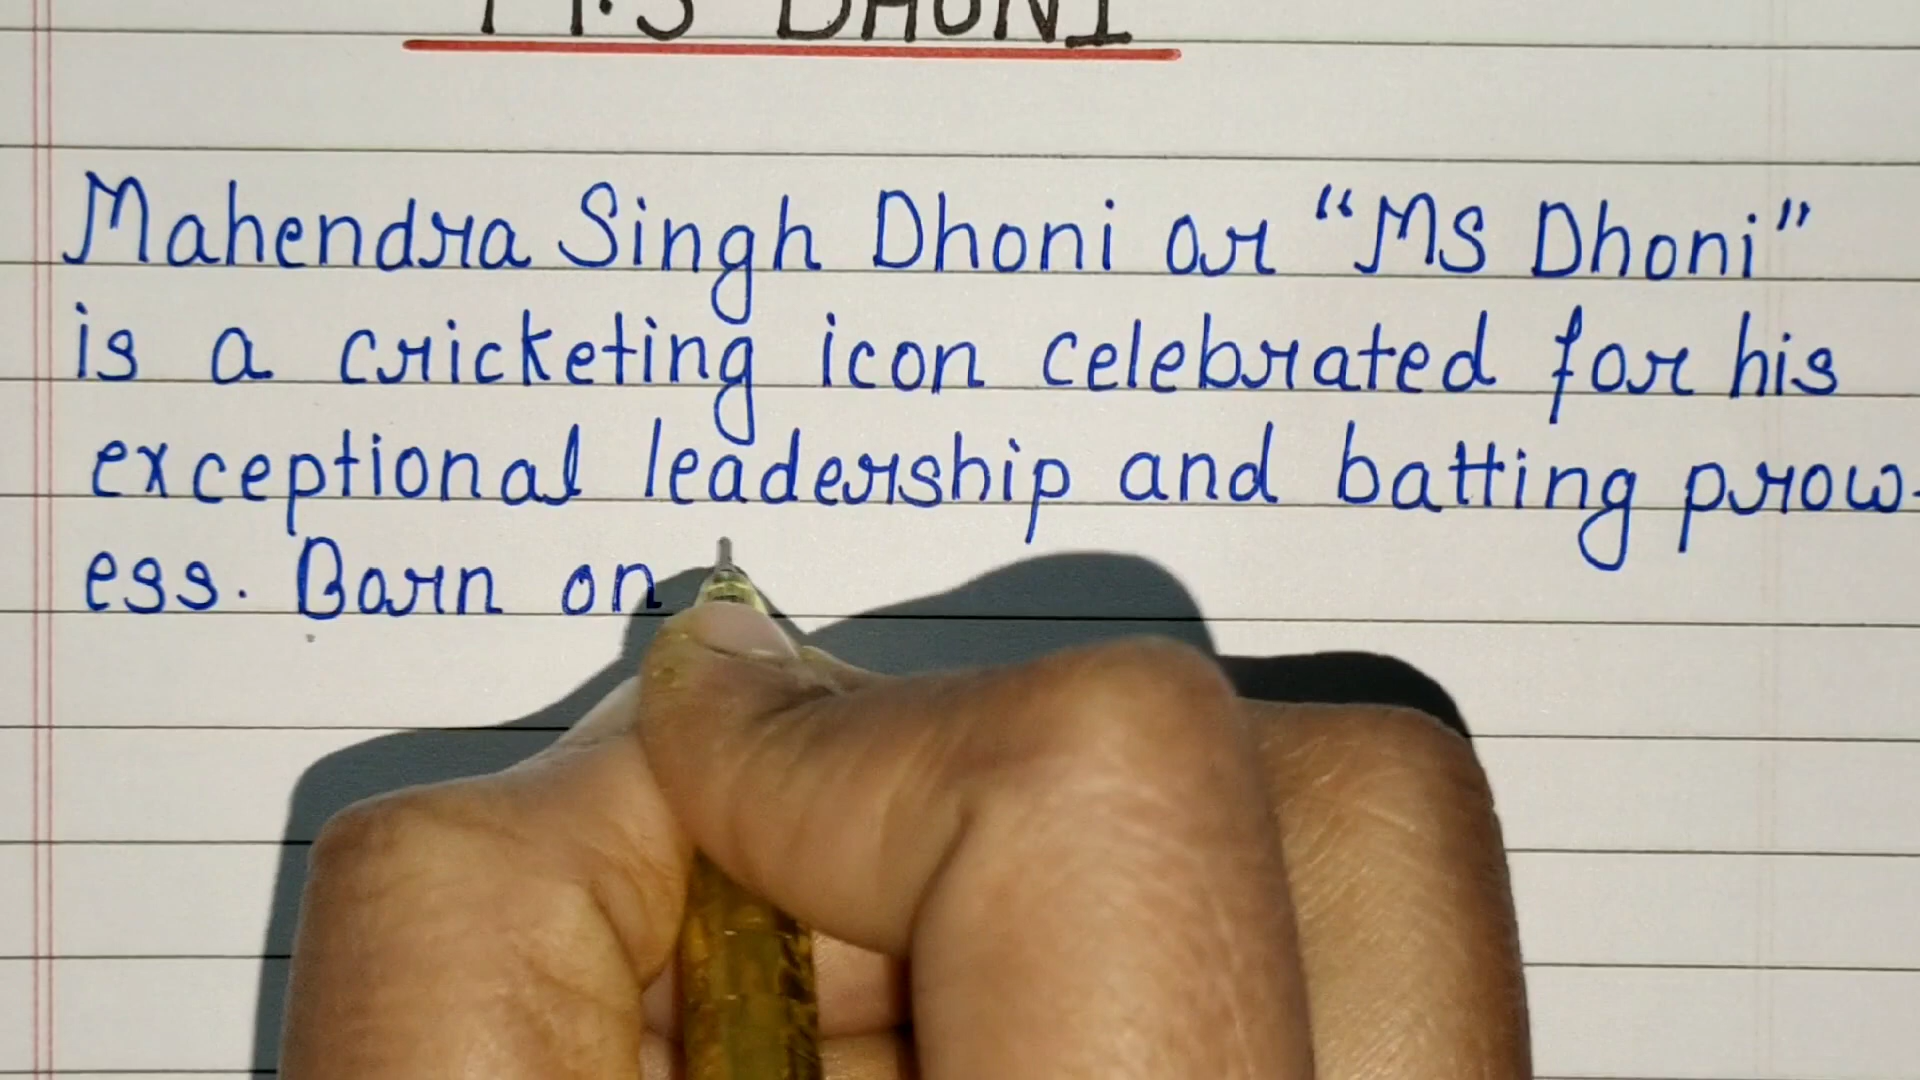 M.S DHONI
Mahendra Singh Dhoni or “MS Dhoni”
is a cricketing icon celebrated for his
exceptional leadership and batting prow-
ess. Born on